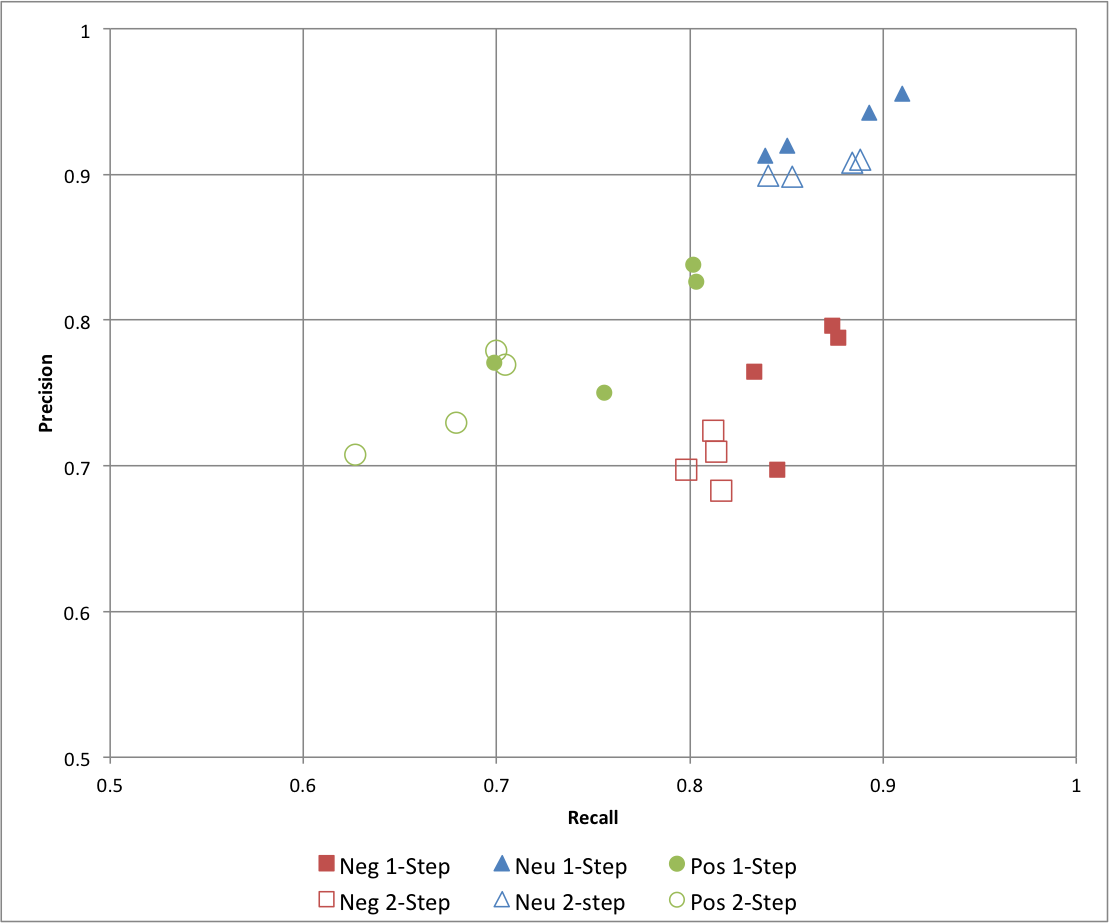 1
0.9
0.8
0.7
0.6
0.5
Precision
0.5 0.6 0.7 0.8 0.9 1
Recall
Neg 1-Step Neu 1-Step Pos 1-Step
Neg 2-Step Neu 2-step Pos 2-Step